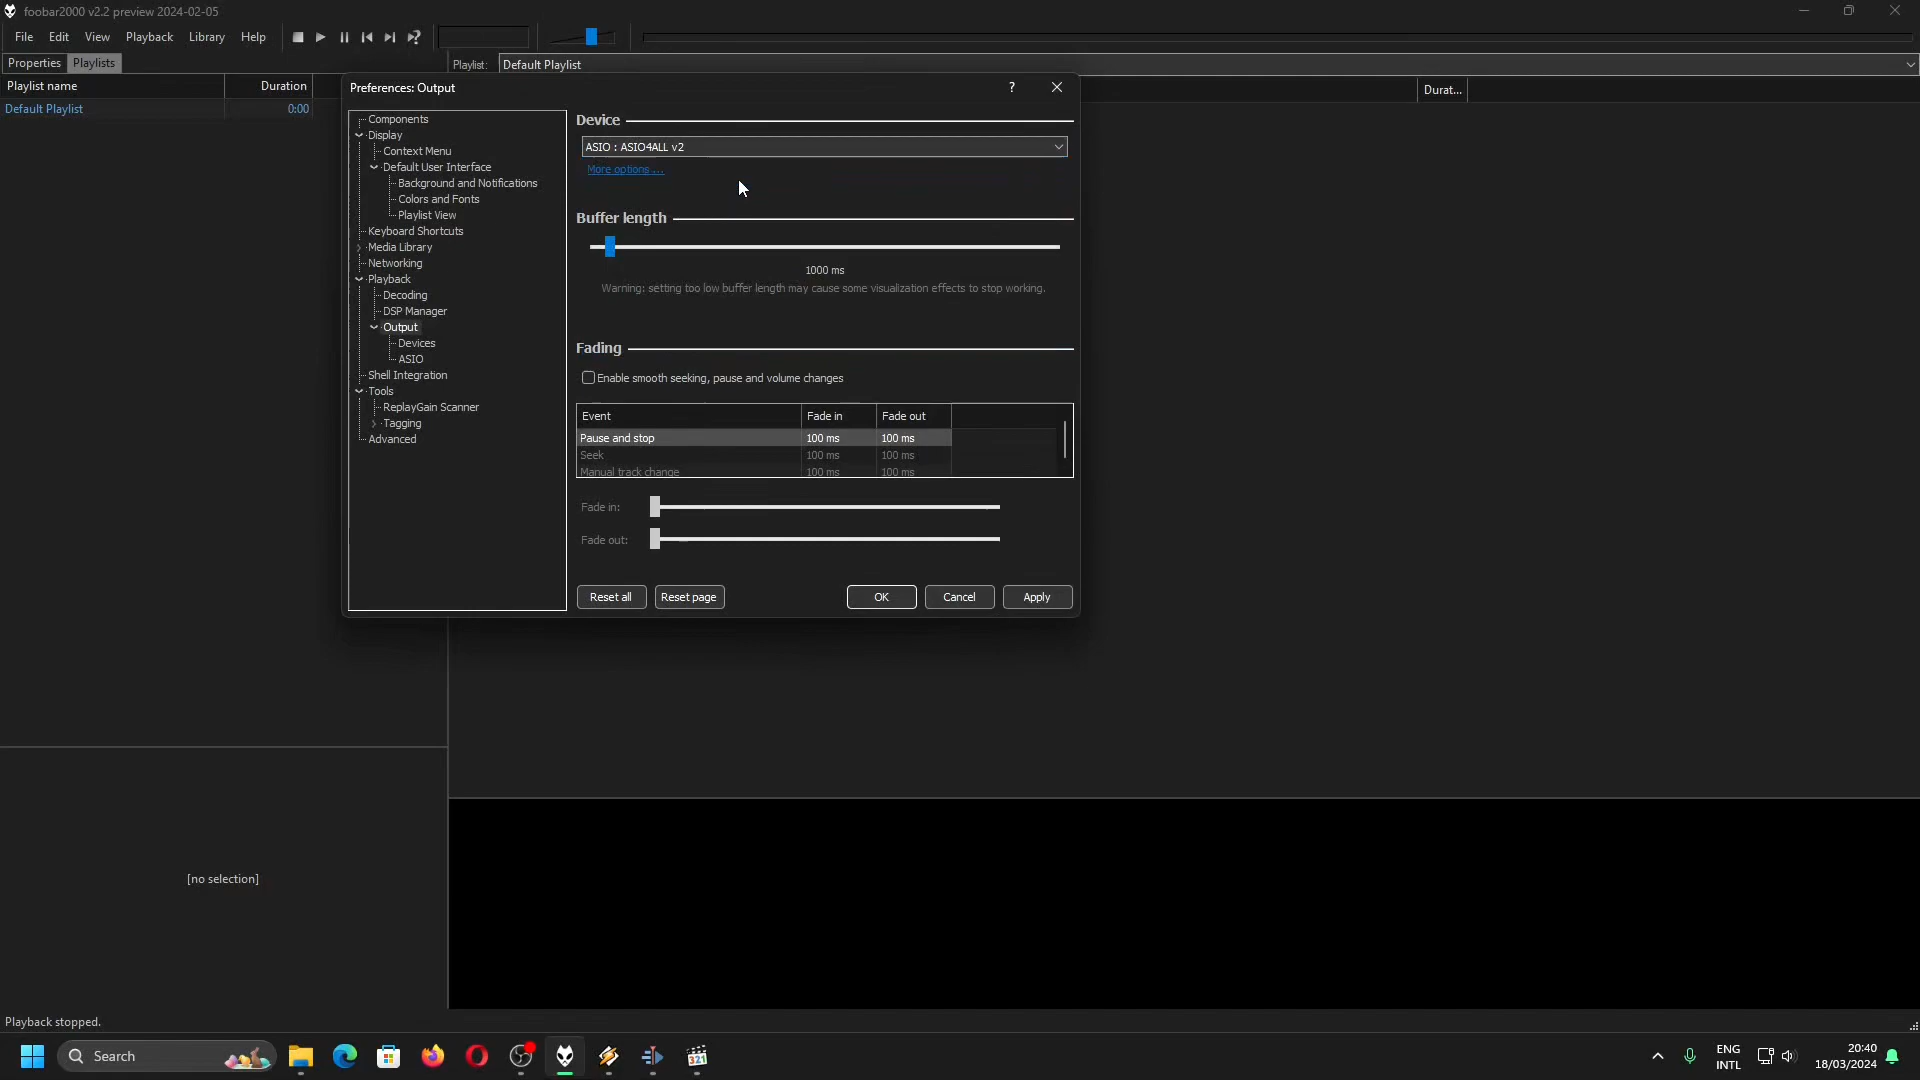 foobar2000 v2.2 preview 2024-02-05
File Edit View Playback Library Help
Properties Playlists
Playlist: Default Playlist
Playlist name Duration
Durat...
Default Playlist 0:00
Preferences: Output
?
Components
Display
Context Menu
Default User Interface
Background and Notifications
Colors and Fonts
Playlist View
Keyboard Shortcuts
Media Library
Networking
Playback
Decoding
DSP Manager
Output
Devices
ASIO
Shell Integration
Tools
ReplayGain Scanner
Tagging
Advanced
Device
ASIO : ASIO4ALL v2
More options ...
Buffer length
1000 ms
Warning: setting too low buffer length may cause some visualization effects to stop working.
Fading
Enable smooth seeking, pause and volume changes
Event Fade in Fade out
Pause and stop 100 ms 100 ms
Seek 100 ms 100 ms
Manual track change 100 ms 100 ms
Fade in:
Fade out:
Reset all Reset page OK Cancel Apply
[no selection]
Playback stopped.
Search
321
ENG
INTL
20:40
18/03/2024